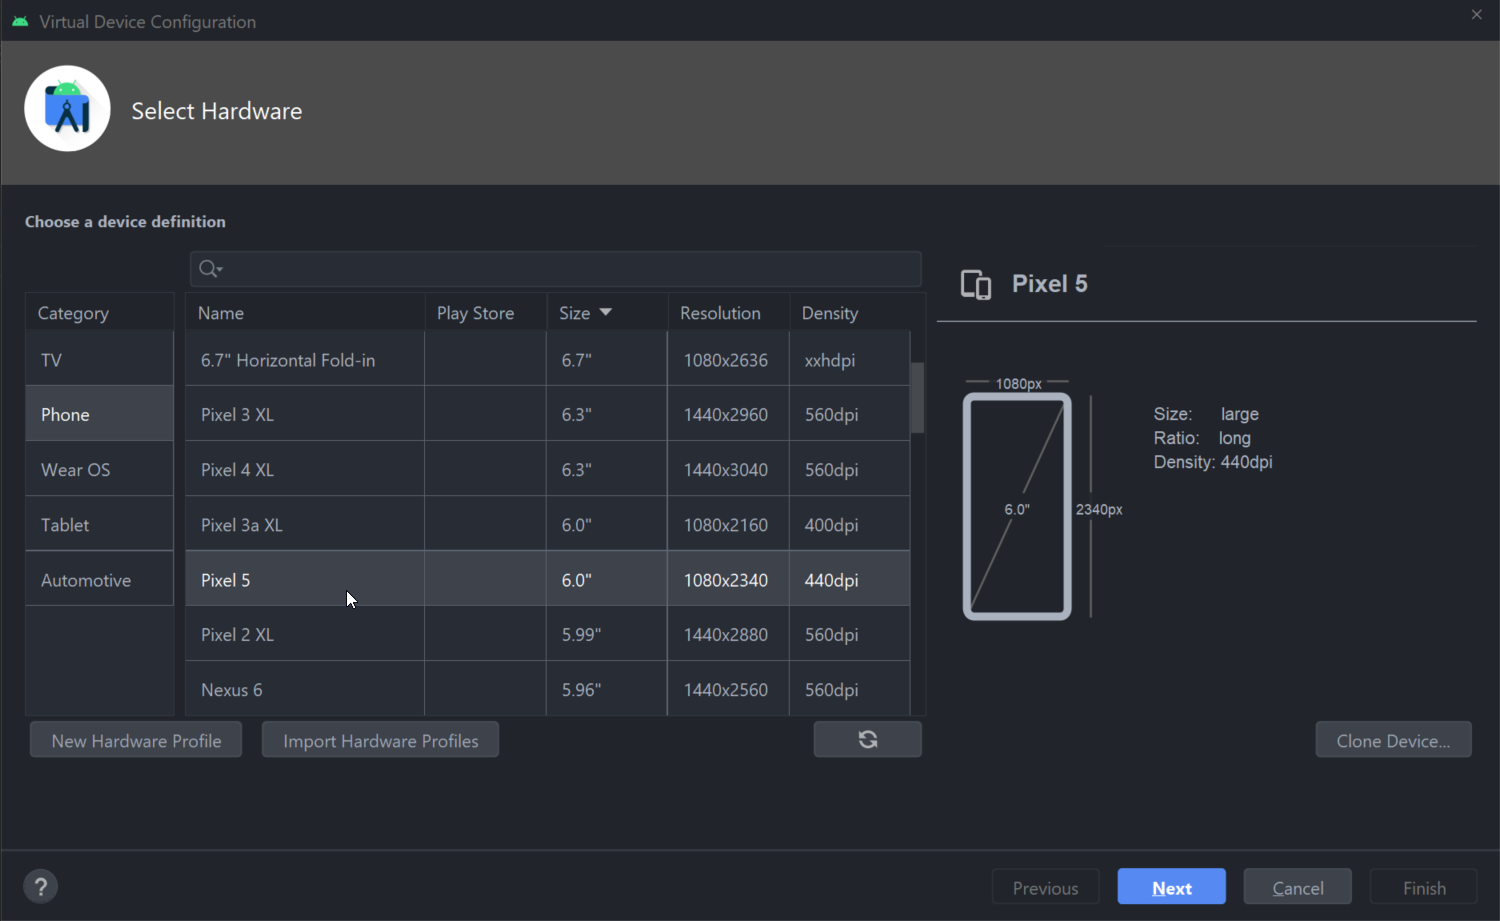 Virtual Device Configuration
Select Hardware
Choose a device definition
Category
TV
Phone
Wear OS
Tablet
Automotive
Name Play Store Size Resolution Density
6.7" Horizontal Fold-in 6.7" 1080x2636 xxhdpi
Pixel 3 XL 6.3" 1440x2960 560dpi
Pixel 4 XL 6.3" 1440x3040 560dpi
Pixel 3a XL 6.0" 1080x2160 400dpi
Pixel 5 6.0" 1080x2340 440dpi
Pixel 2 XL 5.99" 1440x2880 560dpi
Nexus 6 5.96" 1440x2560 560dpi
New Hardware Profile Import Hardware Profiles
Pixel 5
1080px
6.0" 2340px
Size: large
Ratio: long
Density: 440dpi
Clone Device...
? Previous Next Cancel Finish